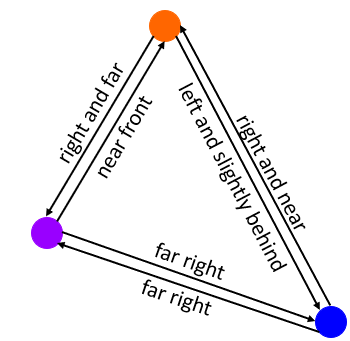 right and far
near front
left and slightly behind
right and near
far right
far right